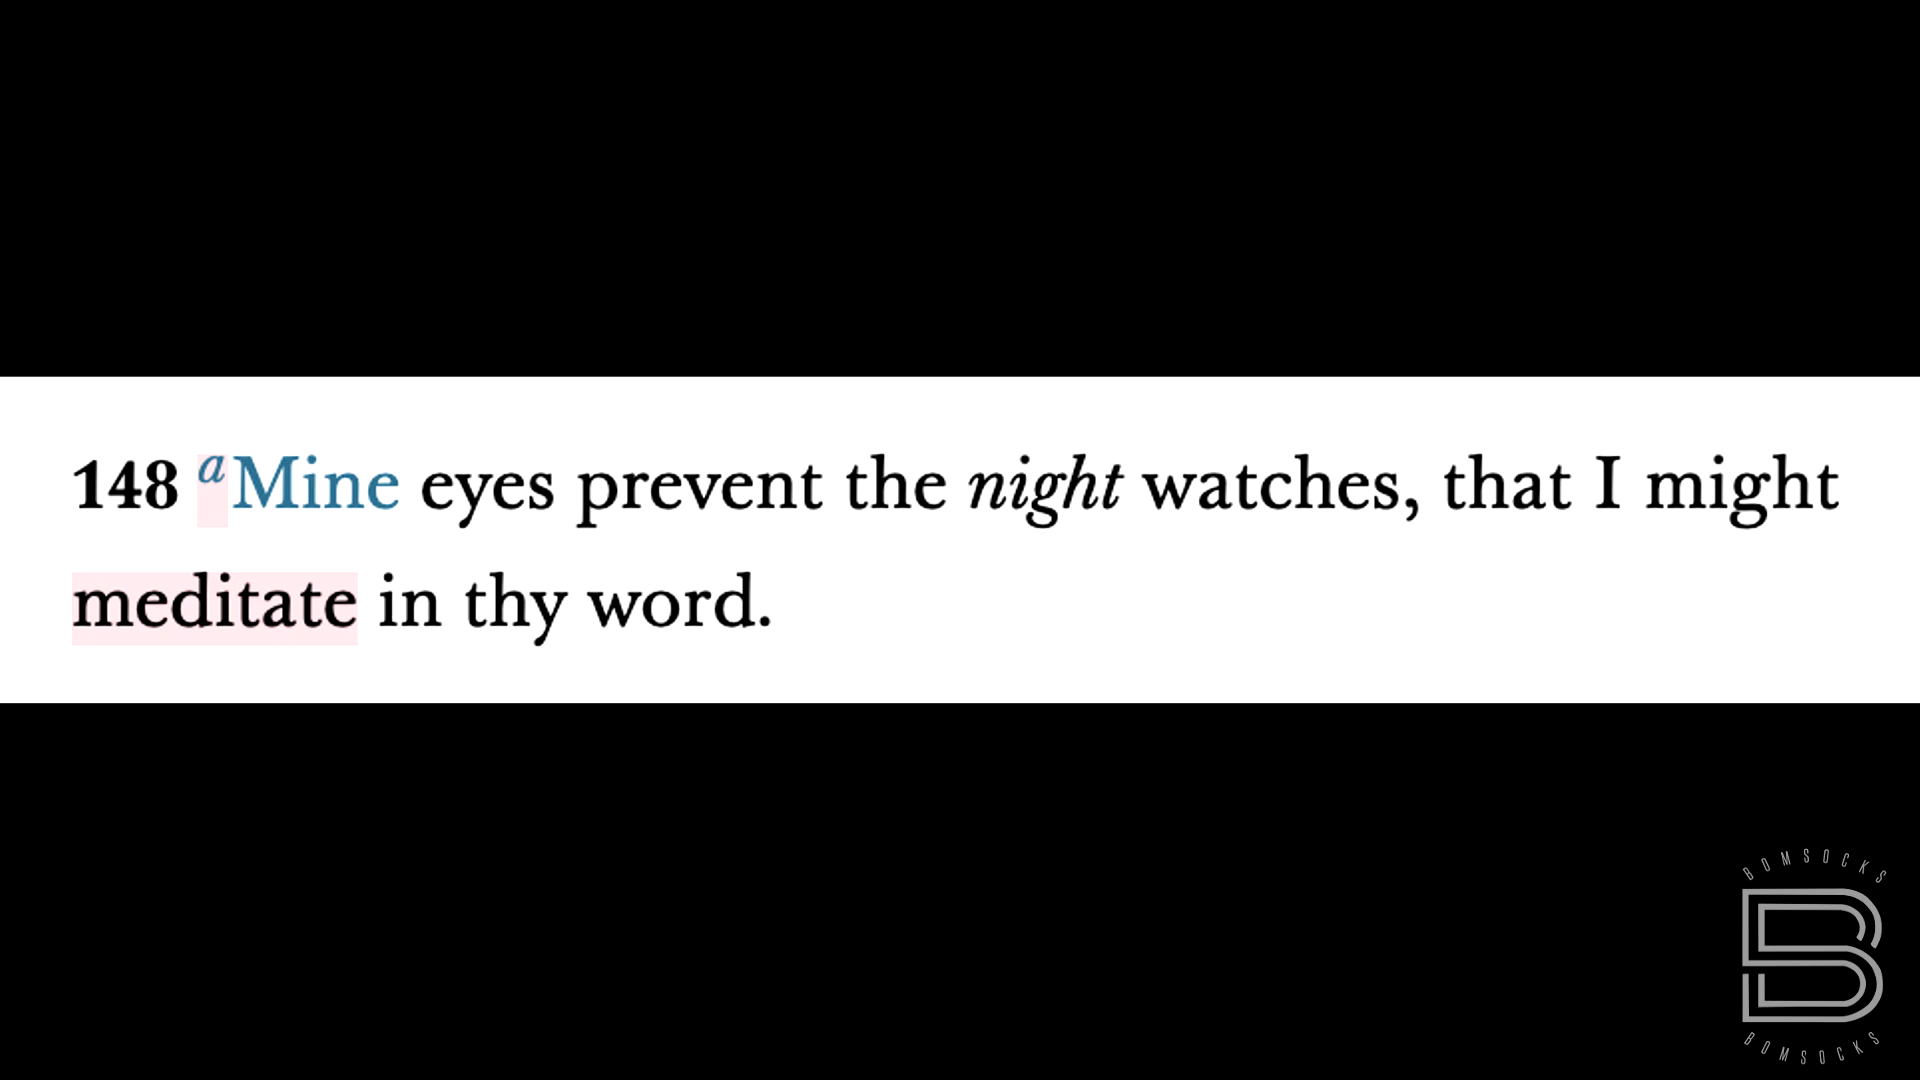 148 aMine eyes prevent the night watches, that I might
meditate in thy word.
BOMSOCKS
B
BOMSOCKS